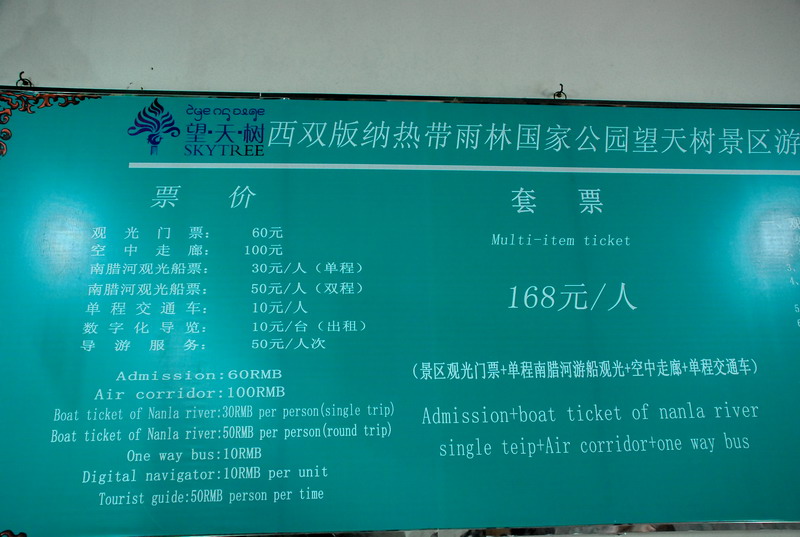 望·天·树
SKYTREE
西双版纳热带雨林国家公园望天树景区游
票 价
观 光 门 票： 60元
空 中 走 廊： 100元
南腊河观光船票： 30元/人（单程）
南腊河观光船票： 50元/人（双程）
单 程 交 通 车： 10元/人
数 字 化 导 览： 10元/台（出租）
导 游 服 务： 50元/人次
Admission:60RMB
Air corridor:100RMB
Boat ticket of Nanla river:30RMB per person(single trip)
Boat ticket of Nanla river:50RMB per person(round trip)
One way bus:10RMB
Digital navigator:10RMB per unit
Tourist guide:50RMB person per time
套 票
Multi-item ticket
168元/人
（景区观光门票+单程南腊河游船观光+空中走廊+单程交通车）
Admission+boat ticket of nanla river
single teip+Air corridor+one way bus
3、
4、
5
6